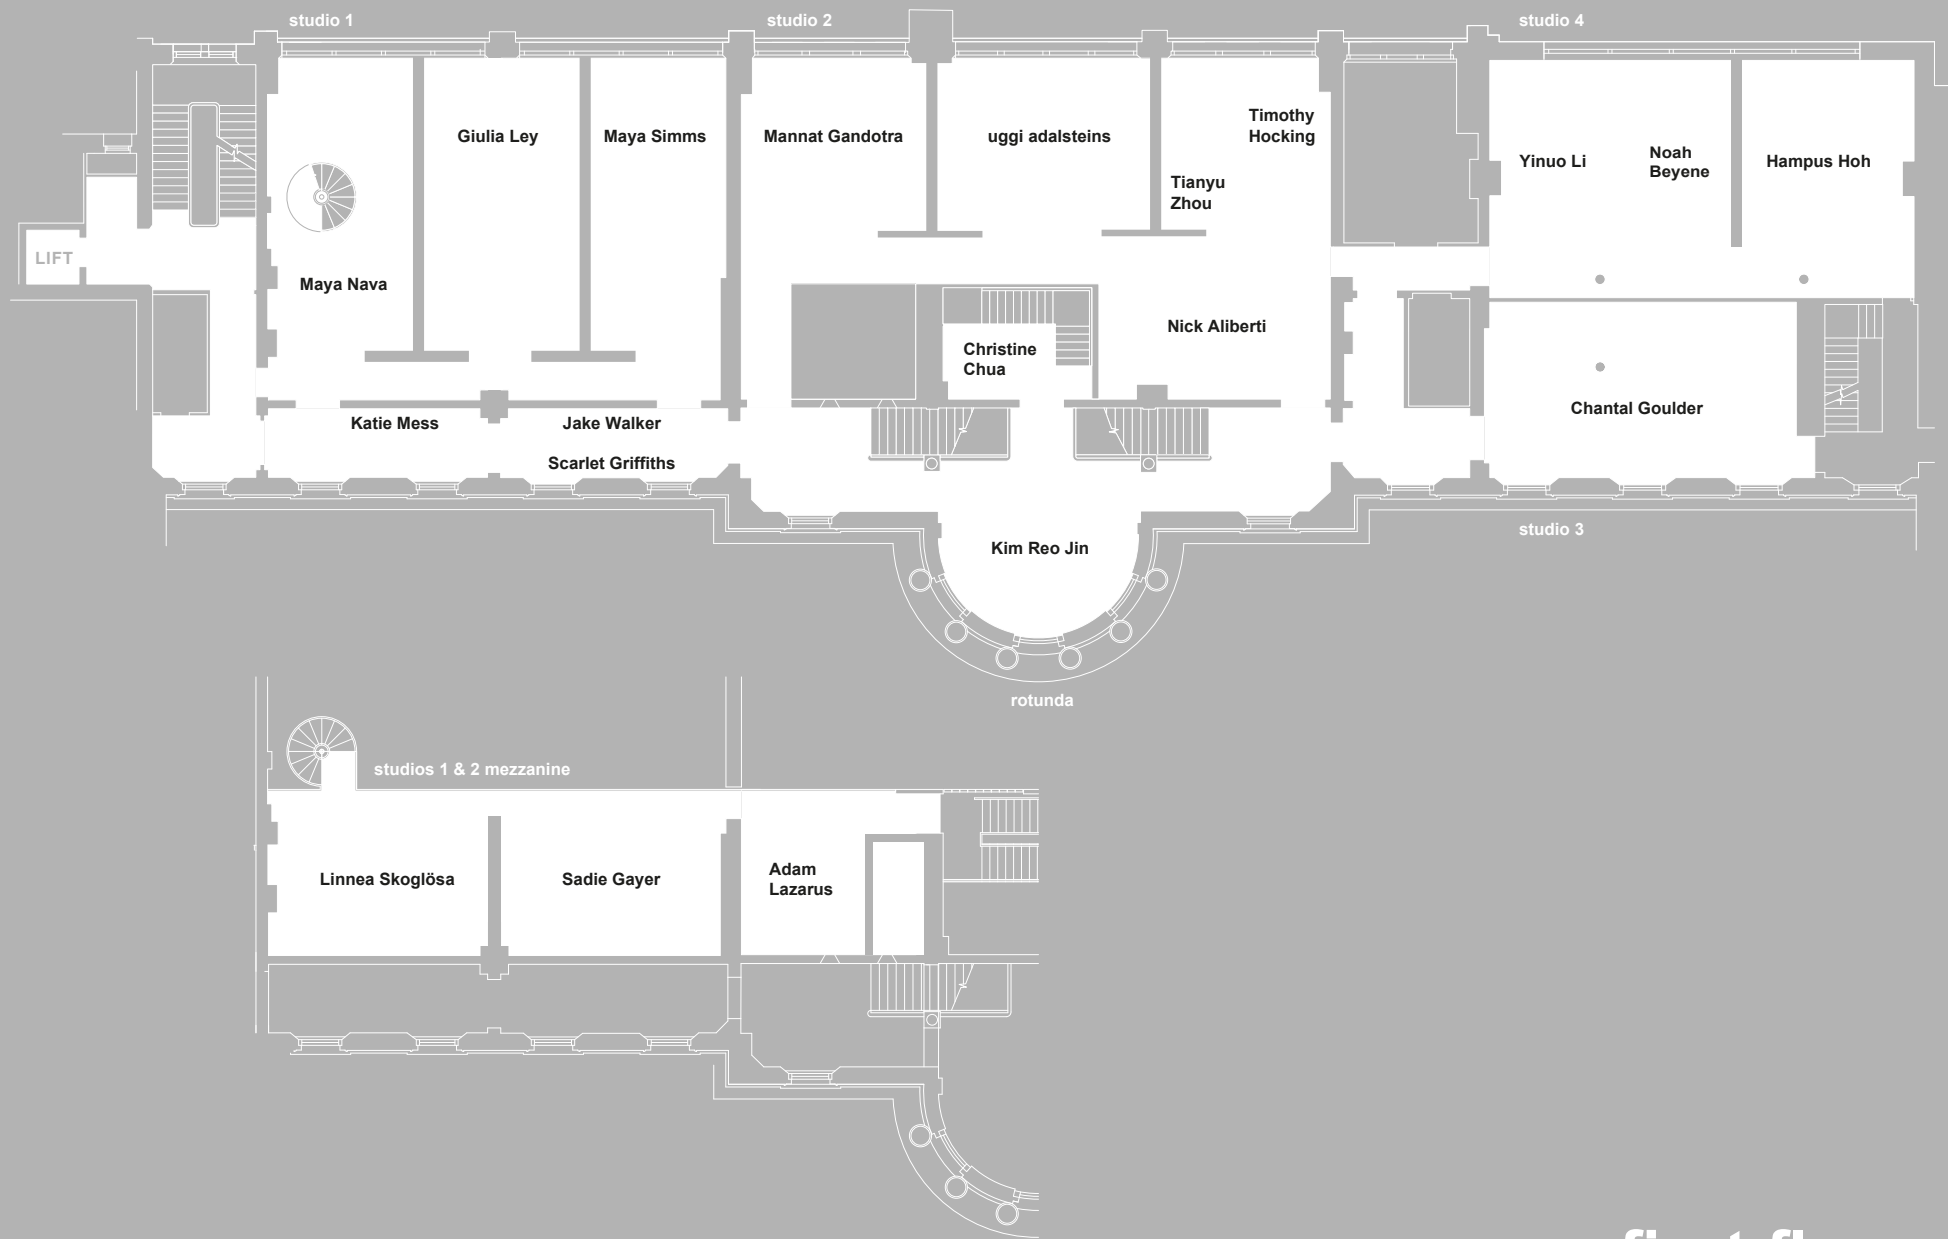 studio 1
studio 2
studio 4
Giulia Ley
Maya Simms
Mannat Gandotra
uggi adalsteins
Timothy
Hocking
Tianyu
Zhou
Yinuo Li
Noah
Beyene
Hampus Hoh
LIFT
Maya Nava
Nick Aliberti
Christine
Chua
Chantal Goulder
Katie Mess
Jake Walker
Scarlet Griffiths
studio 3
Kim Reo Jin
rotunda
studios 1 & 2 mezzanine
Linnea Skoglösa
Sadie Gayer
Adam
Lazarus